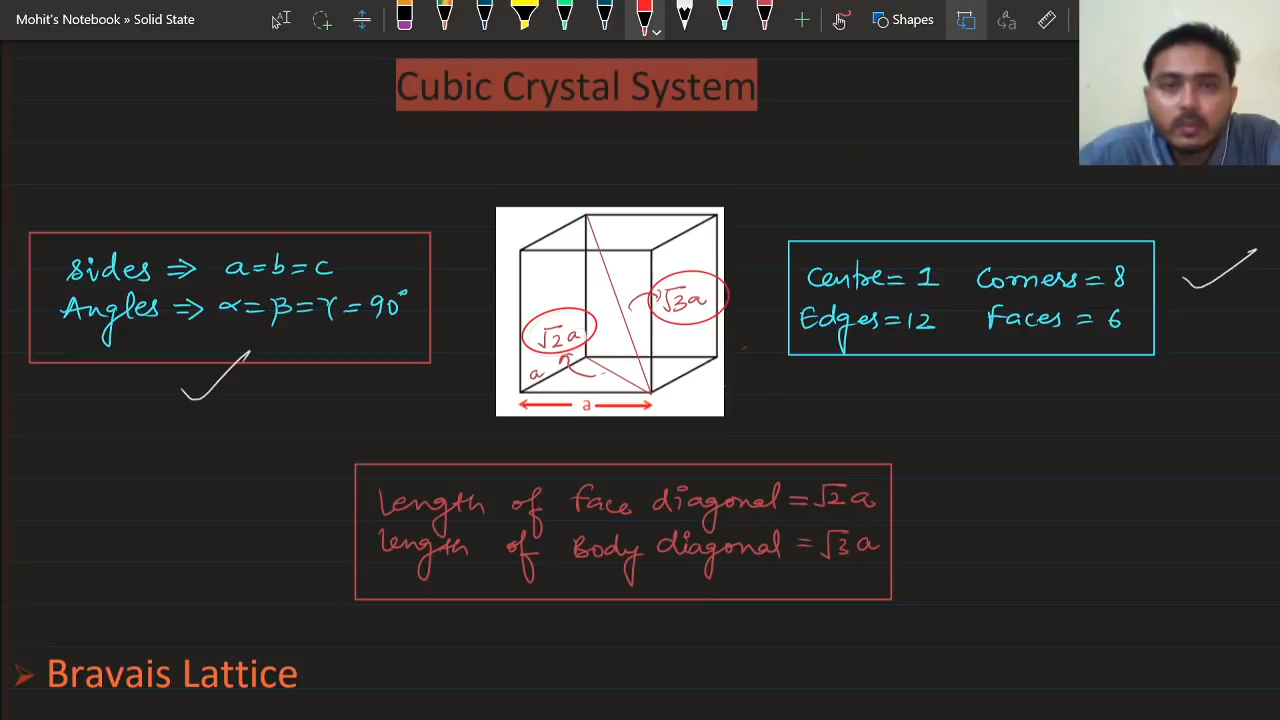 Mohit's Notebook » Solid State
Shapes
Cubic Crystal System
Sides ⇒ a=b=c
Angles ⇒ α=β=γ=90°
√2a
√3a
a
a
Centre=1 Corners=8
Edges=12 Faces=6
Length of face diagonal=√2a
length of Body diagonal=√3a
➢ Bravais Lattice